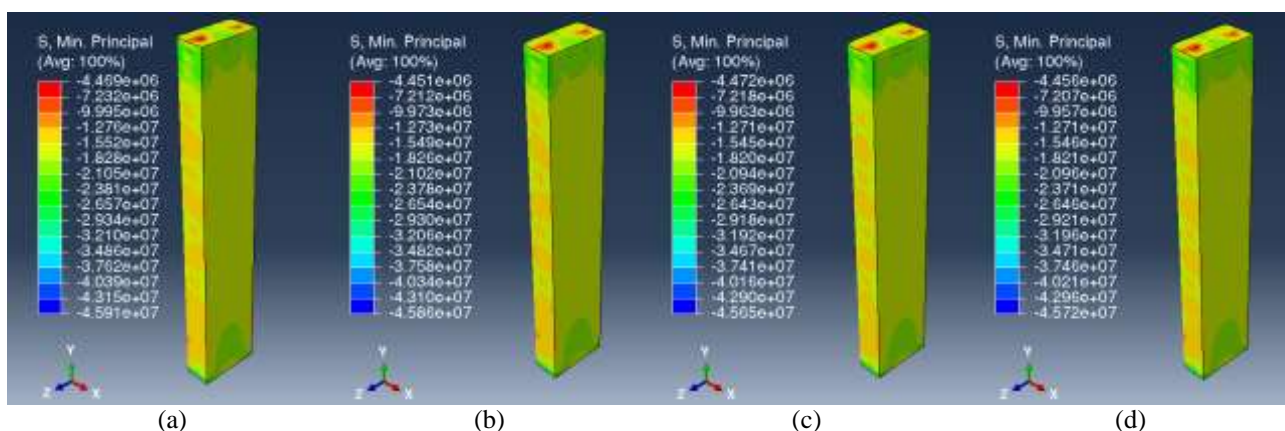 S, Min. Principal
(Avg: 100%)
-4.469e+06
-7.232e+06
-9.995e+06
-1.276e+07
-1.552e+07
-1.828e+07
-2.105e+07
-2.381e+07
-2.657e+07
-2.934e+07
-3.210e+07
-3.486e+07
-3.762e+07
-4.039e+07
-4.315e+07
-4.591e+07
Y
Z
X
(a)
S, Min. Principal
(Avg: 100%)
-4.451e+06
-7.212e+06
-9.973e+06
-1.273e+07
-1.549e+07
-1.826e+07
-2.102e+07
-2.378e+07
-2.654e+07
-2.930e+07
-3.206e+07
-3.482e+07
-3.758e+07
-4.034e+07
-4.310e+07
-4.586e+07
Y
Z
X
(b)
S, Min. Principal
(Avg: 100%)
-4.472e+06
-7.218e+06
-9.963e+06
-1.271e+07
-1.545e+07
-1.820e+07
-2.094e+07
-2.369e+07
-2.643e+07
-2.918e+07
-3.192e+07
-3.467e+07
-3.741e+07
-4.016e+07
-4.290e+07
-4.565e+07
Y
Z
X
(c)
S, Min. Principal
(Avg: 100%)
-4.456e+06
-7.207e+06
-9.957e+06
-1.271e+07
-1.546e+07
-1.821e+07
-2.096e+07
-2.371e+07
-2.646e+07
-2.921e+07
-3.196e+07
-3.471e+07
-3.746e+07
-4.021e+07
-4.296e+07
-4.572e+07
Y
Z
X
(d)